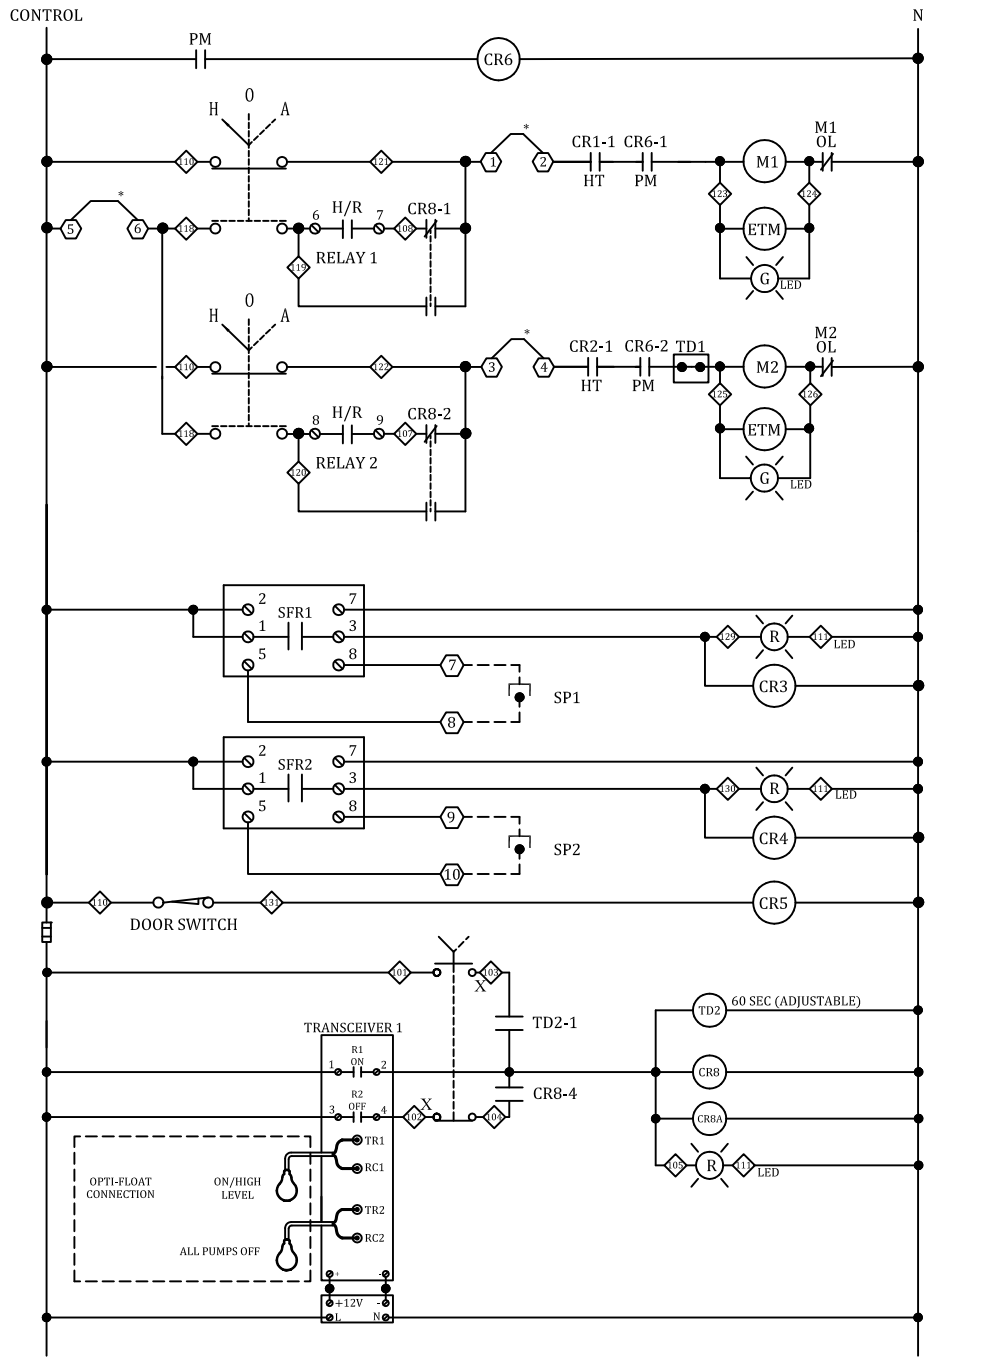 CONTROL N
PM
CR6
H O A
110 121 1 * 2 CR1-1 CR6-1 M1 M1 OL
HT PM
123 124
5 * 6 118 6 H/R 7 108 CR8-1 ETM
RELAY 1
119
G LED
H O A
110 122 3 * 4 CR2-1 CR6-2 TD1 M2 M2 OL
HT PM
125 126
118 8 H/R 9 107 CR8-2 ETM
RELAY 2
120
G LED
2 SFR1 7
1 3 129 R 111 LED
5 8 7
CR3
SP1
8
2 SFR2 7
1 3 130 R 111 LED
5 8 9
CR4
SP2
10
110 131 CR5
DOOR SWITCH
101 103
X
TD2 60 SEC (ADJUSTABLE)
TD2-1
TRANSCEIVER 1
R1
ON
1 2 CR8
CR8-4
R2
OFF
3 4 102 X 104 CR8A
TR1
RC1
105 R 111 LED
OPTI-FLOAT
CONNECTION
ON/HIGH
LEVEL
TR2
RC2
ALL PUMPS OFF
+ -
+12V -
L N